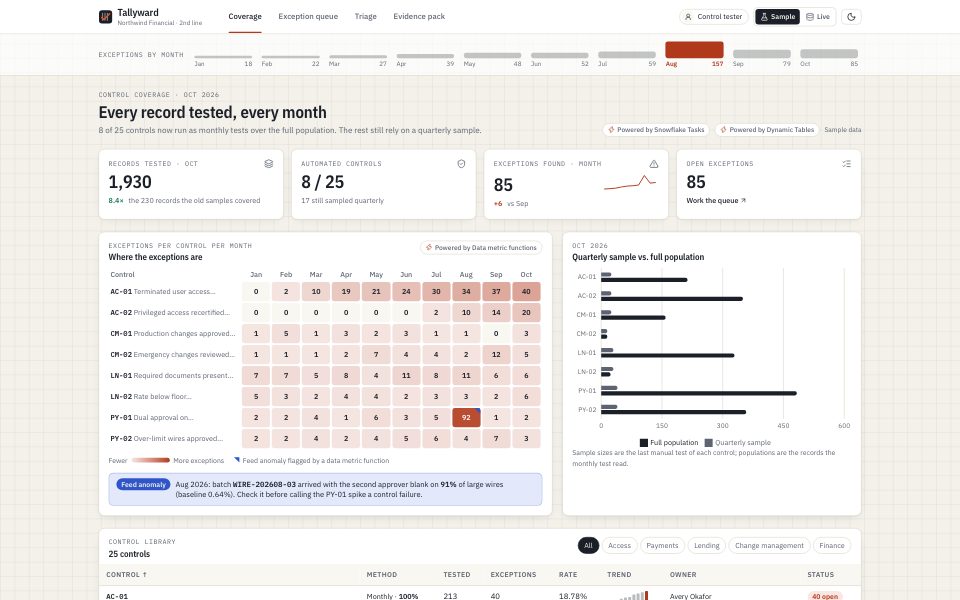 Tallyward
Northwind Financial · 2nd line
Coverage
Exception queue
Triage
Evidence pack
Control tester
Sample
Live
EXCEPTIONS BY MONTH
Jan 18
Feb 22
Mar 27
Apr 39
May 48
Jun 52
Jul 59
Aug 157
Sep 79
Oct 85
CONTROL COVERAGE · OCT 2026
Every record tested, every month
8 of 25 controls now run as monthly tests over the full population. The rest still rely on a quarterly sample.
Powered by Snowflake Tasks
Powered by Dynamic Tables
Sample data
RECORDS TESTED · OCT
1,930
8.4× the 230 records the old samples covered
AUTOMATED CONTROLS
8 / 25
17 still sampled quarterly
EXCEPTIONS FOUND · MONTH
85
+6 vs Sep
OPEN EXCEPTIONS
85
Work the queue ↗
EXCEPTIONS PER CONTROL PER MONTH
Where the exceptions are
Powered by Data metric functions
Control Jan Feb Mar Apr May Jun Jul Aug Sep Oct
AC-01 Terminated user access... 0 2 10 19 21 24 30 34 37 40
AC-02 Privileged access recertified... 0 0 0 0 0 0 2 10 14 20
CM-01 Production changes approved... 1 5 1 3 2 3 1 1 0 3
CM-02 Emergency changes reviewed... 1 1 1 2 7 4 4 2 12 5
LN-01 Required documents present... 7 7 5 8 4 11 8 11 6 6
LN-02 Rate below floor... 5 3 2 4 4 2 3 3 2 6
PY-01 Dual approval on... 2 2 4 1 6 3 5 92 1 2
PY-02 Over-limit wires approved... 2 2 4 2 4 5 6 4 7 3
Fewer
More exceptions
Feed anomaly flagged by a data metric function
Feed anomaly
Aug 2026: batch WIRE-202608-03 arrived with the second approver blank on 91% of large wires
(baseline 0.64%). Check it before calling the PY-01 spike a control failure.
OCT 2026
Quarterly sample vs. full population
AC-01
AC-02
CM-01
CM-02
LN-01
LN-02
PY-01
PY-02
0 150 300 450 600
Full population
Quarterly sample
Sample sizes are the last manual test of each control; populations are the records the
monthly test read.
CONTROL LIBRARY
25 controls
All
Access
Payments
Lending
Change management
Finance
CONTROL ↑ METHOD TESTED EXCEPTIONS RATE TREND OWNER STATUS
AC-01 Monthly · 100% 213 40 18.78% Avery Okafor 40 open